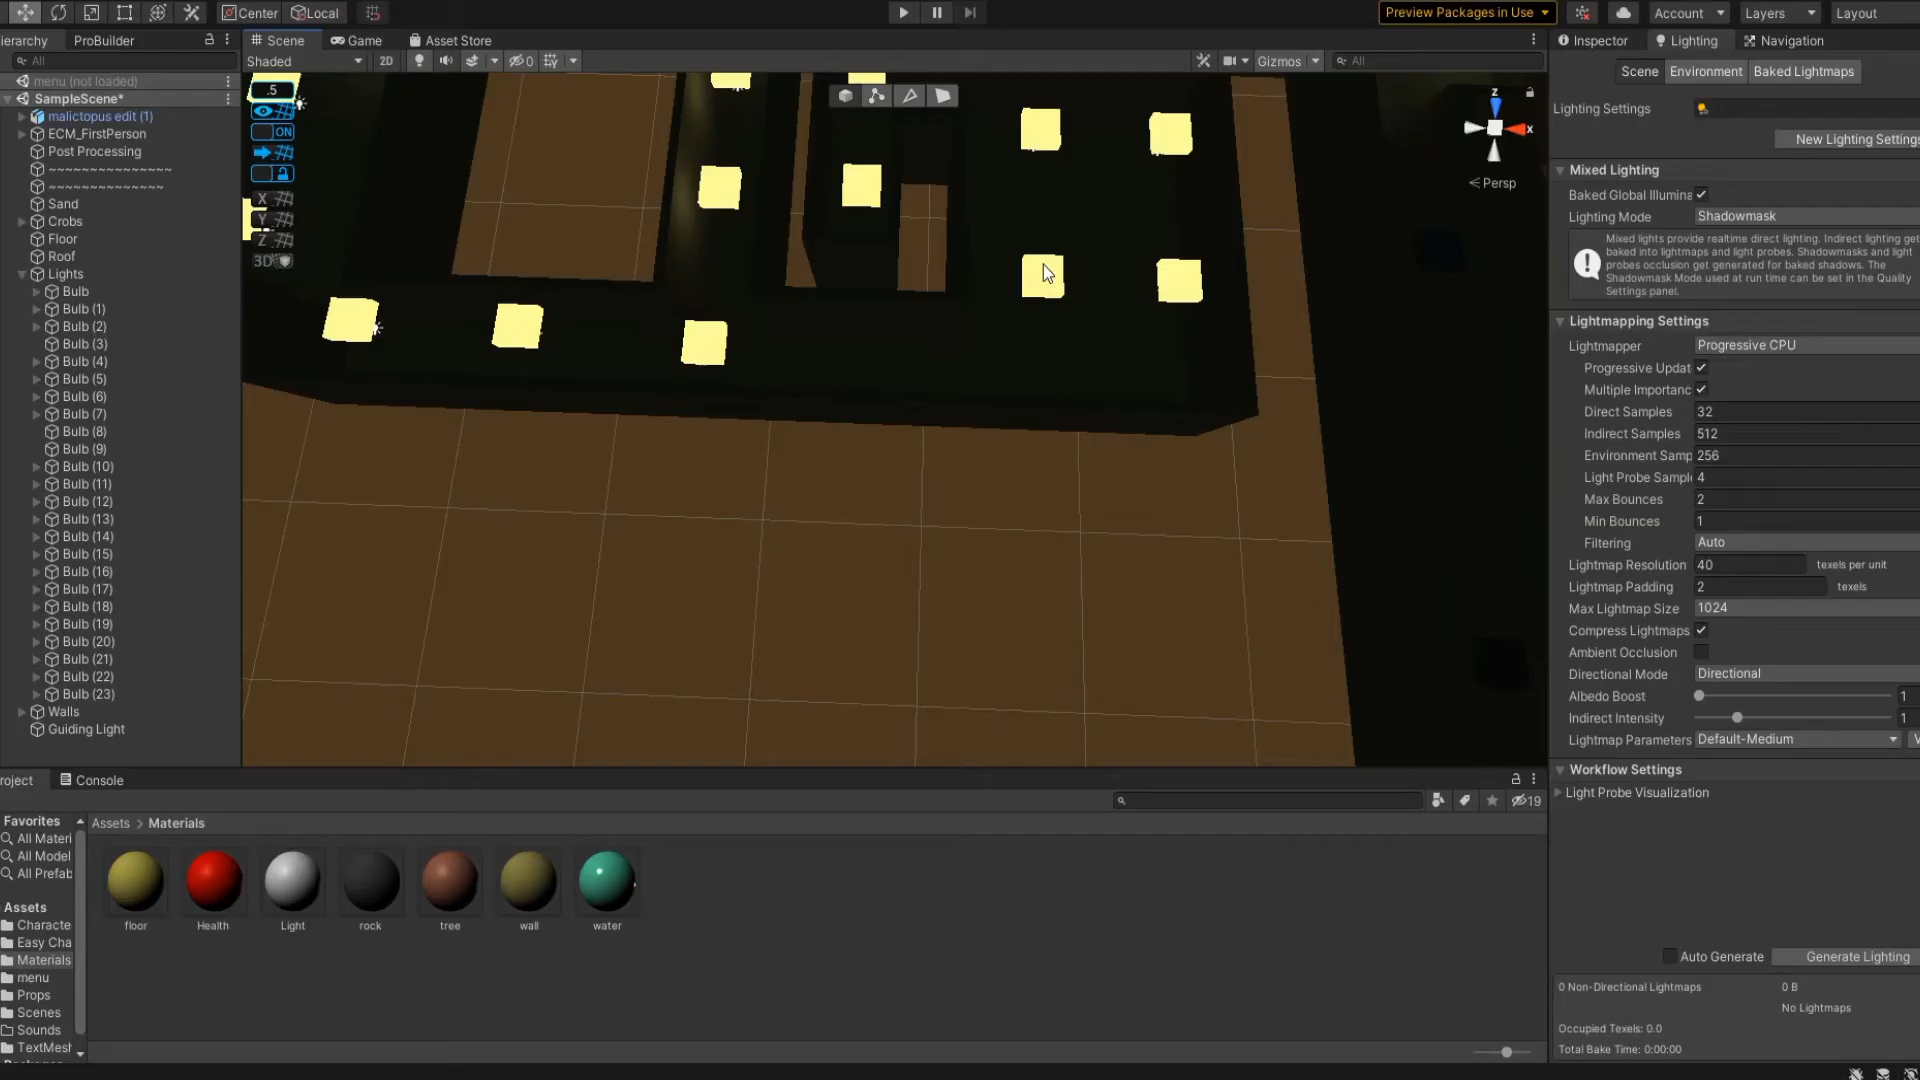 Center
Local
Preview Packages in Use
Account
Layers
Layout
ierarchy
ProBuilder
All
menu (not loaded)
SampleScene*
malictopus edit (1)
ECM_FirstPerson
Post Processing
~~~~~~~~~~~~~~~
~~~~~~~~~~~~~~
Sand
Crobs
Floor
Roof
Lights
Bulb
Bulb (1)
Bulb (2)
Bulb (3)
Bulb (4)
Bulb (5)
Bulb (6)
Bulb (7)
Bulb (8)
Bulb (9)
Bulb (10)
Bulb (11)
Bulb (12)
Bulb (13)
Bulb (14)
Bulb (15)
Bulb (16)
Bulb (17)
Bulb (18)
Bulb (19)
Bulb (20)
Bulb (21)
Bulb (22)
Bulb (23)
Walls
Guiding Light
Scene
Game
Asset Store
Shaded
2D
0
Gizmos
All
.5
ON
X
Y
Z
3D
z
x
Persp
Inspector
Lighting
Navigation
Scene
Environment
Baked Lightmaps
Lighting Settings
New Lighting Settings
Mixed Lighting
Baked Global Illumina
Lighting Mode
Shadowmask
Mixed lights provide realtime direct lighting. Indirect lighting get
baked into lightmaps and light probes. Shadowmasks and light
probes occlusion get generated for baked shadows. The
Shadowmask Mode used at run time can be set in the Quality
Settings panel.
Lightmapping Settings
Lightmapper
Progressive CPU
Progressive Updat
Multiple Importanc
Direct Samples
32
Indirect Samples
512
Environment Samp
256
Light Probe Sampl
4
Max Bounces
2
Min Bounces
1
Filtering
Auto
Lightmap Resolution
40
texels per unit
Lightmap Padding
2
texels
Max Lightmap Size
1024
Compress Lightmaps
Ambient Occlusion
Directional Mode
Directional
Albedo Boost
1
Indirect Intensity
1
Lightmap Parameters
Default-Medium
V
Workflow Settings
Light Probe Visualization
Auto Generate
Generate Lighting
0 Non-Directional Lightmaps
0 B
No Lightmaps
Occupied Texels: 0.0
Total Bake Time: 0:00:00
roject
Console
19
Favorites
All Materi
All Model
All Prefab
Assets
Characte
Easy Cha
Materials
menu
Props
Scenes
Sounds
TextMesh
Assets > Materials
floor
Health
Light
rock
tree
wall
water